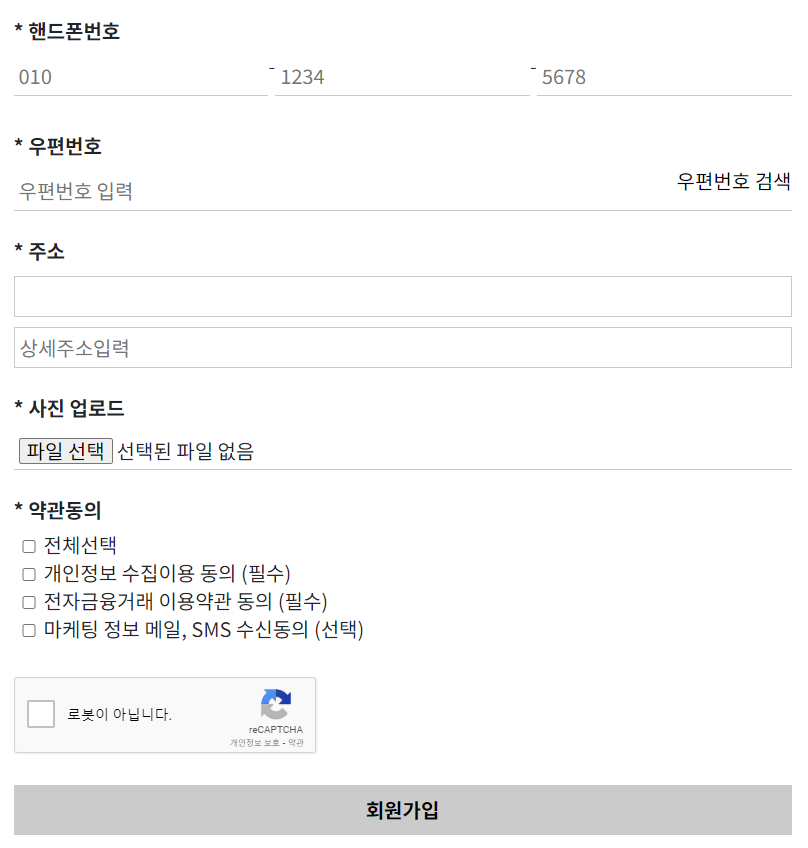 * 핸드폰번호
010 - 1234 - 5678
* 우편번호
우편번호 입력 우편번호 검색
* 주소
상세주소입력
* 사진 업로드
파일 선택 선택된 파일 없음
* 약관동의
전체선택
개인정보 수집이용 동의 (필수)
전자금융거래 이용약관 동의 (필수)
마케팅 정보 메일, SMS 수신동의 (선택)
로봇이 아닙니다.
reCAPTCHA
개인정보 보호 - 약관
회원가입